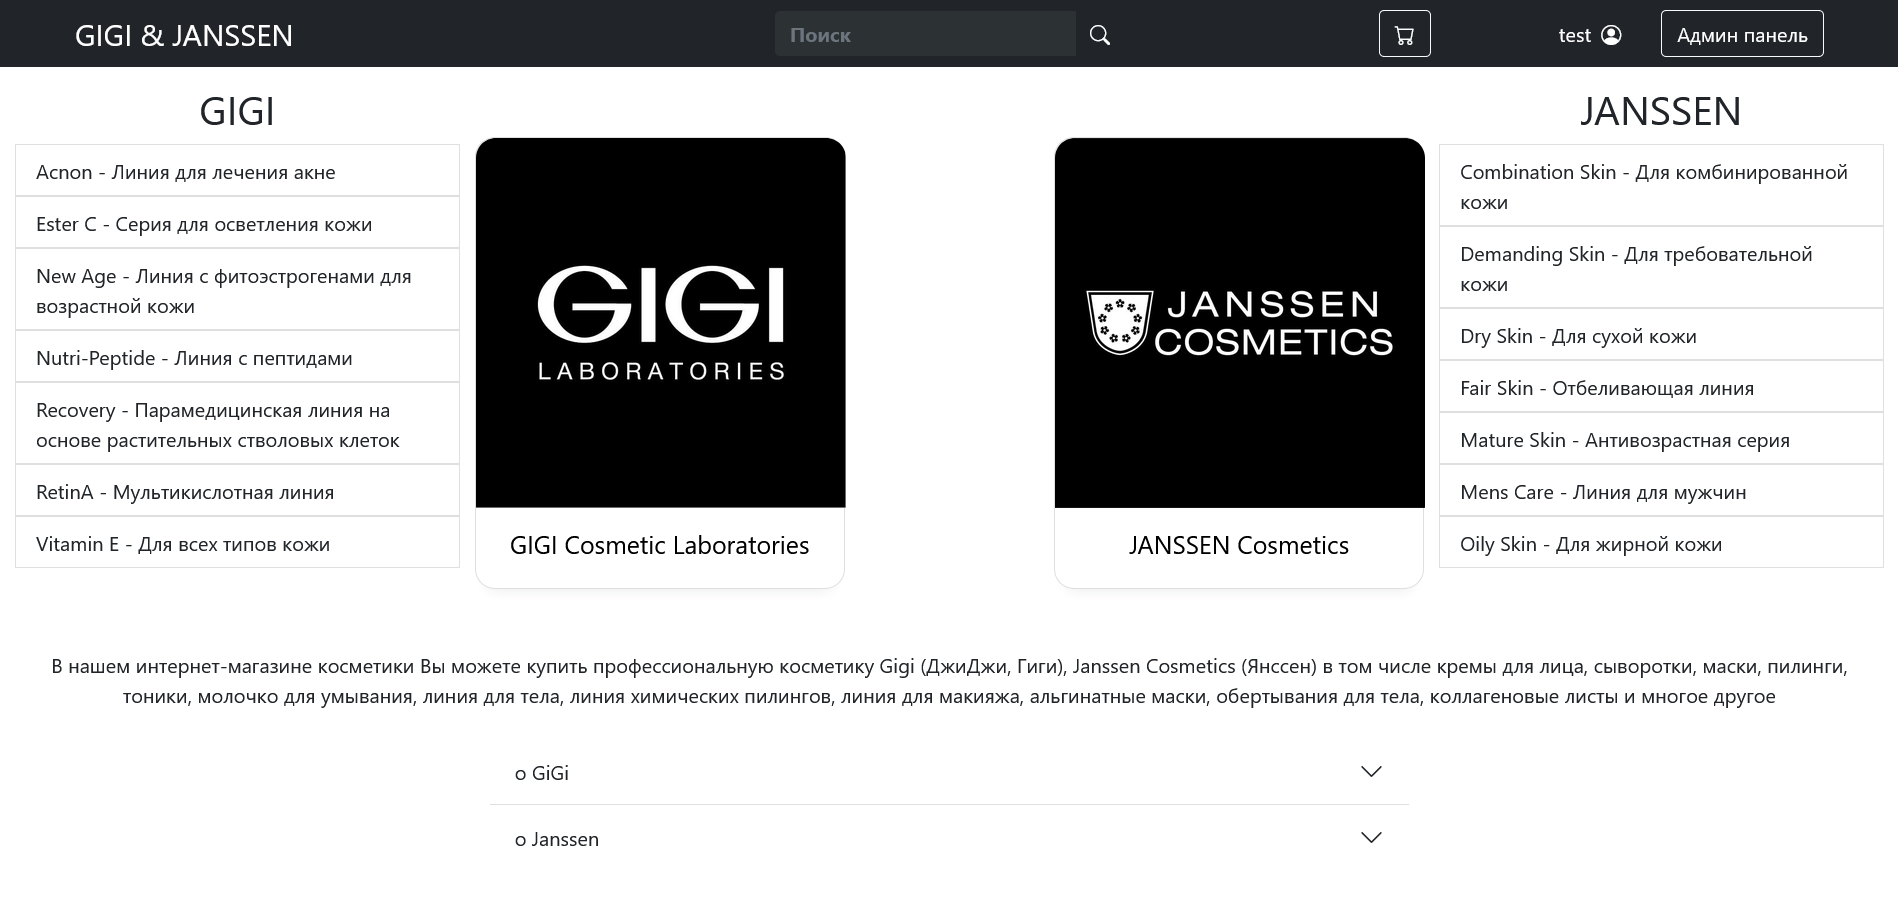 GIGI & JANSSEN
Поиск
test
Админ панель
GIGI
Acnon - Линия для лечения акне
Ester C - Серия для осветления кожи
New Age - Линия с фитоэстрогенами для
возрастной кожи
Nutri-Peptide - Линия с пептидами
Recovery - Парамедицинская линия на
основе растительных стволовых клеток
RetinA - Мультикислотная линия
Vitamin E - Для всех типов кожи
GIGI
LABORATORIES
GIGI Cosmetic Laboratories
JANSSEN
COSMETICS
JANSSEN Cosmetics
JANSSEN
Combination Skin - Для комбинированной
кожи
Demanding Skin - Для требовательной
кожи
Dry Skin - Для сухой кожи
Fair Skin - Отбеливающая линия
Mature Skin - Антивозрастная серия
Mens Care - Линия для мужчин
Oily Skin - Для жирной кожи
В нашем интернет-магазине косметики Вы можете купить профессиональную косметику Gigi (ДжиДжи, Гиги), Janssen Cosmetics (Янссен) в том числе кремы для лица, сыворотки, маски, пилинги,
тоники, молочко для умывания, линия для тела, линия химических пилингов, линия для макияжа, альгинатные маски, обертывания для тела, коллагеновые листы и многое другое
о GiGi
о Janssen